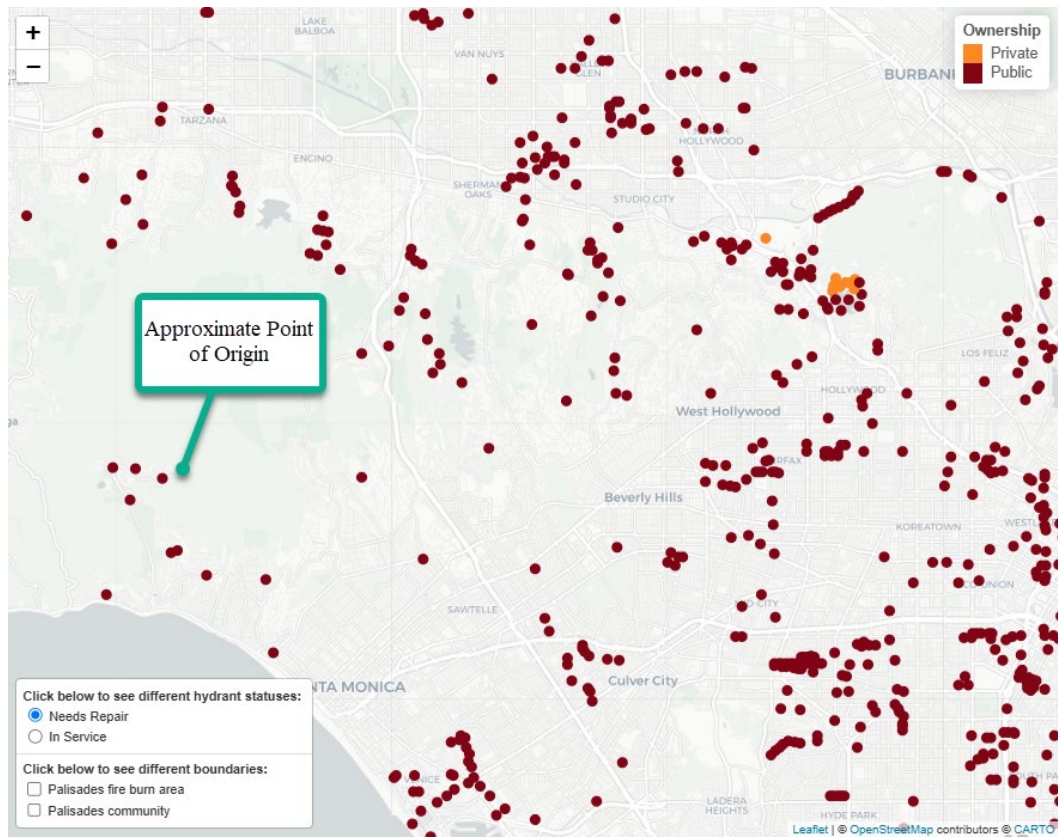 +
−
LAKE
BALBOA
VAN NUYS
Ownership
Private
Public
TARZANA
ENCINO
SHERMAN
OAKS
STUDIO CITY
HOLLYWOOD
Approximate Point
of Origin
LOS FELIZ
HOLLYWOOD
West Hollywood
Beverly Hills
KOREATOWN
SAWTELLE
Culver City
Click below to see different hydrant statuses:
Needs Repair
In Service
Click below to see different boundaries:
Palisades fire burn area
Palisades community
NTA MONICA
VENICE
LADERA
HEIGHTS
HYDE PARK
Leaflet | © OpenStreetMap contributors © CARTO